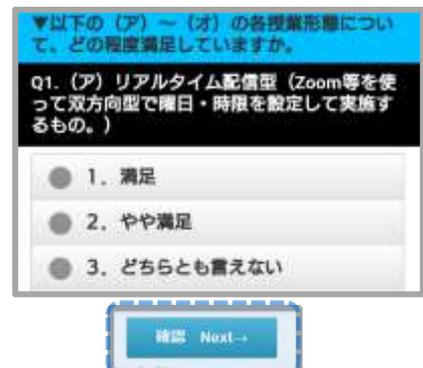 ▼以下の(ア)~(オ)の各授業形態につい
て、どの程度満足していますか。
Q1.(ア)リアルタイム配信型(Zoom等を使
って双方向型で曜日・時限を設定して実施す
るもの。)
1. 満足
2. やや満足
3. どちらとも言えない
確認 Next→